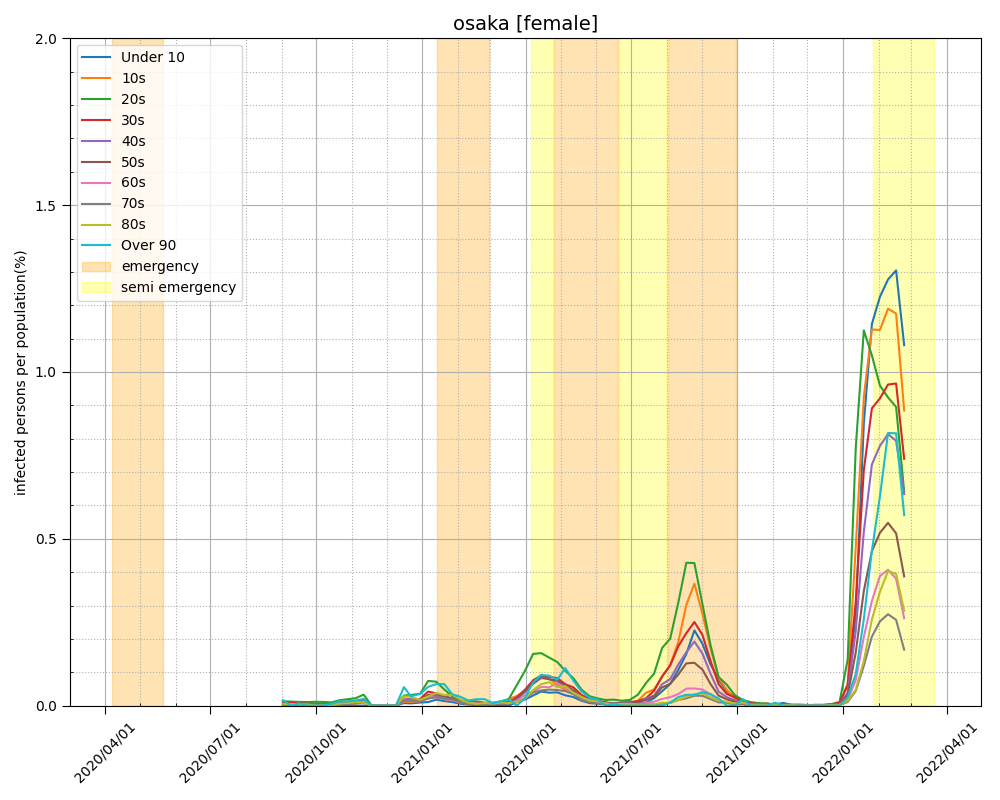 osaka [female]
infected persons per population(%)
2.0
1.5
1.0
0.5
0.0
Under 10
10s
20s
30s
40s
50s
60s
70s
80s
Over 90
emergency
semi emergency
2020/04/01
2020/07/01
2020/10/01
2021/01/01
2021/04/01
2021/07/01
2021/10/01
2022/01/01
2022/04/01